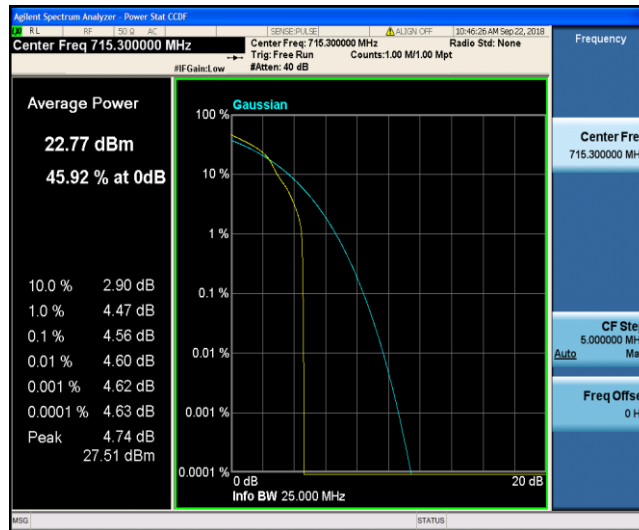 Agilent Spectrum Analyzer - Power Stat CCDF
RL RF 50 Ω AC SENSE:PULSE ALIGN OFF 10:46:26 AM Sep 22, 2018
Center Freq 715.300000 MHz
Center Freq: 715.300000 MHz Radio Std: None
Trig: Free Run Counts:1.00 M/1.00 Mpt
#IFGain:Low #Atten: 40 dB
Frequency
Average Power
22.77 dBm
45.92 % at 0dB
10.0 % 2.90 dB
1.0 % 4.47 dB
0.1 % 4.56 dB
0.01 % 4.60 dB
0.001 % 4.62 dB
0.0001 % 4.63 dB
Peak 4.74 dB
27.51 dBm
Gaussian
100 %
10 %
1 %
0.1 %
0.01 %
0.001 %
0.0001 %
0 dB 20 dB
Info BW 25.000 MHz
Center Fre
715.300000 MH
CF Ste
5.000000 MH
Auto Ma
Freq Offse
0 H
MSG STATUS